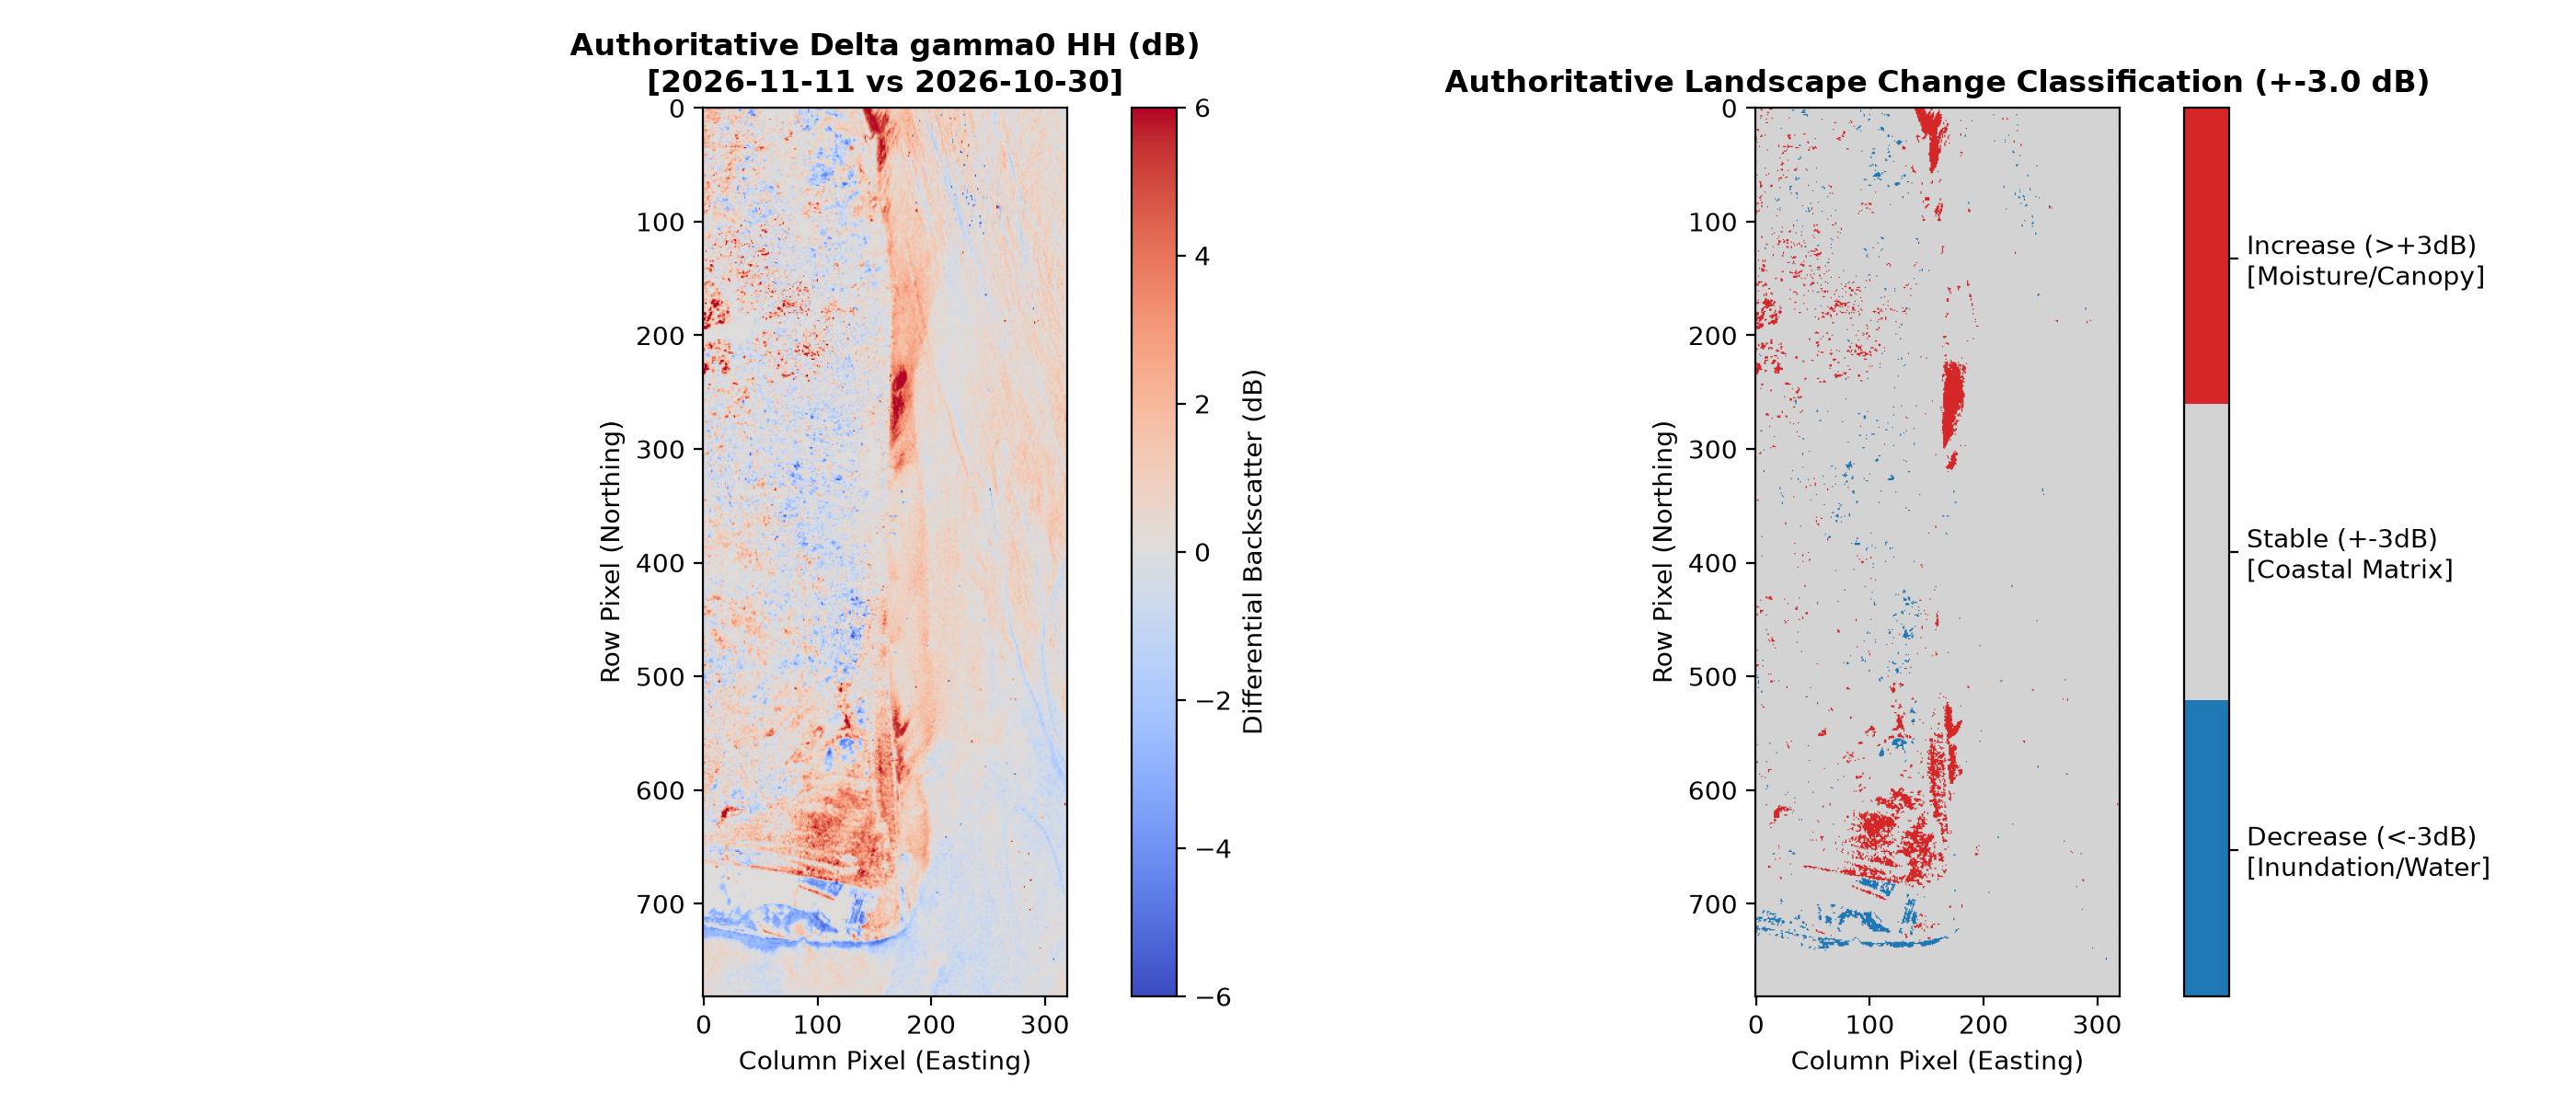 Authoritative Delta gamma0 HH (dB)
[2026-11-11 vs 2026-10-30]
0
100
200
300
400
500
600
700
Row Pixel (Northing)
0
100
200
300
Column Pixel (Easting)
6
4
2
0
−2
−4
−6
Differential Backscatter (dB)
Authoritative Landscape Change Classification (+-3.0 dB)
0
100
200
300
400
500
600
700
Row Pixel (Northing)
0
100
200
300
Column Pixel (Easting)
Increase (>+3dB)
[Moisture/Canopy]
Stable (+-3dB)
[Coastal Matrix]
Decrease (<-3dB)
[Inundation/Water]